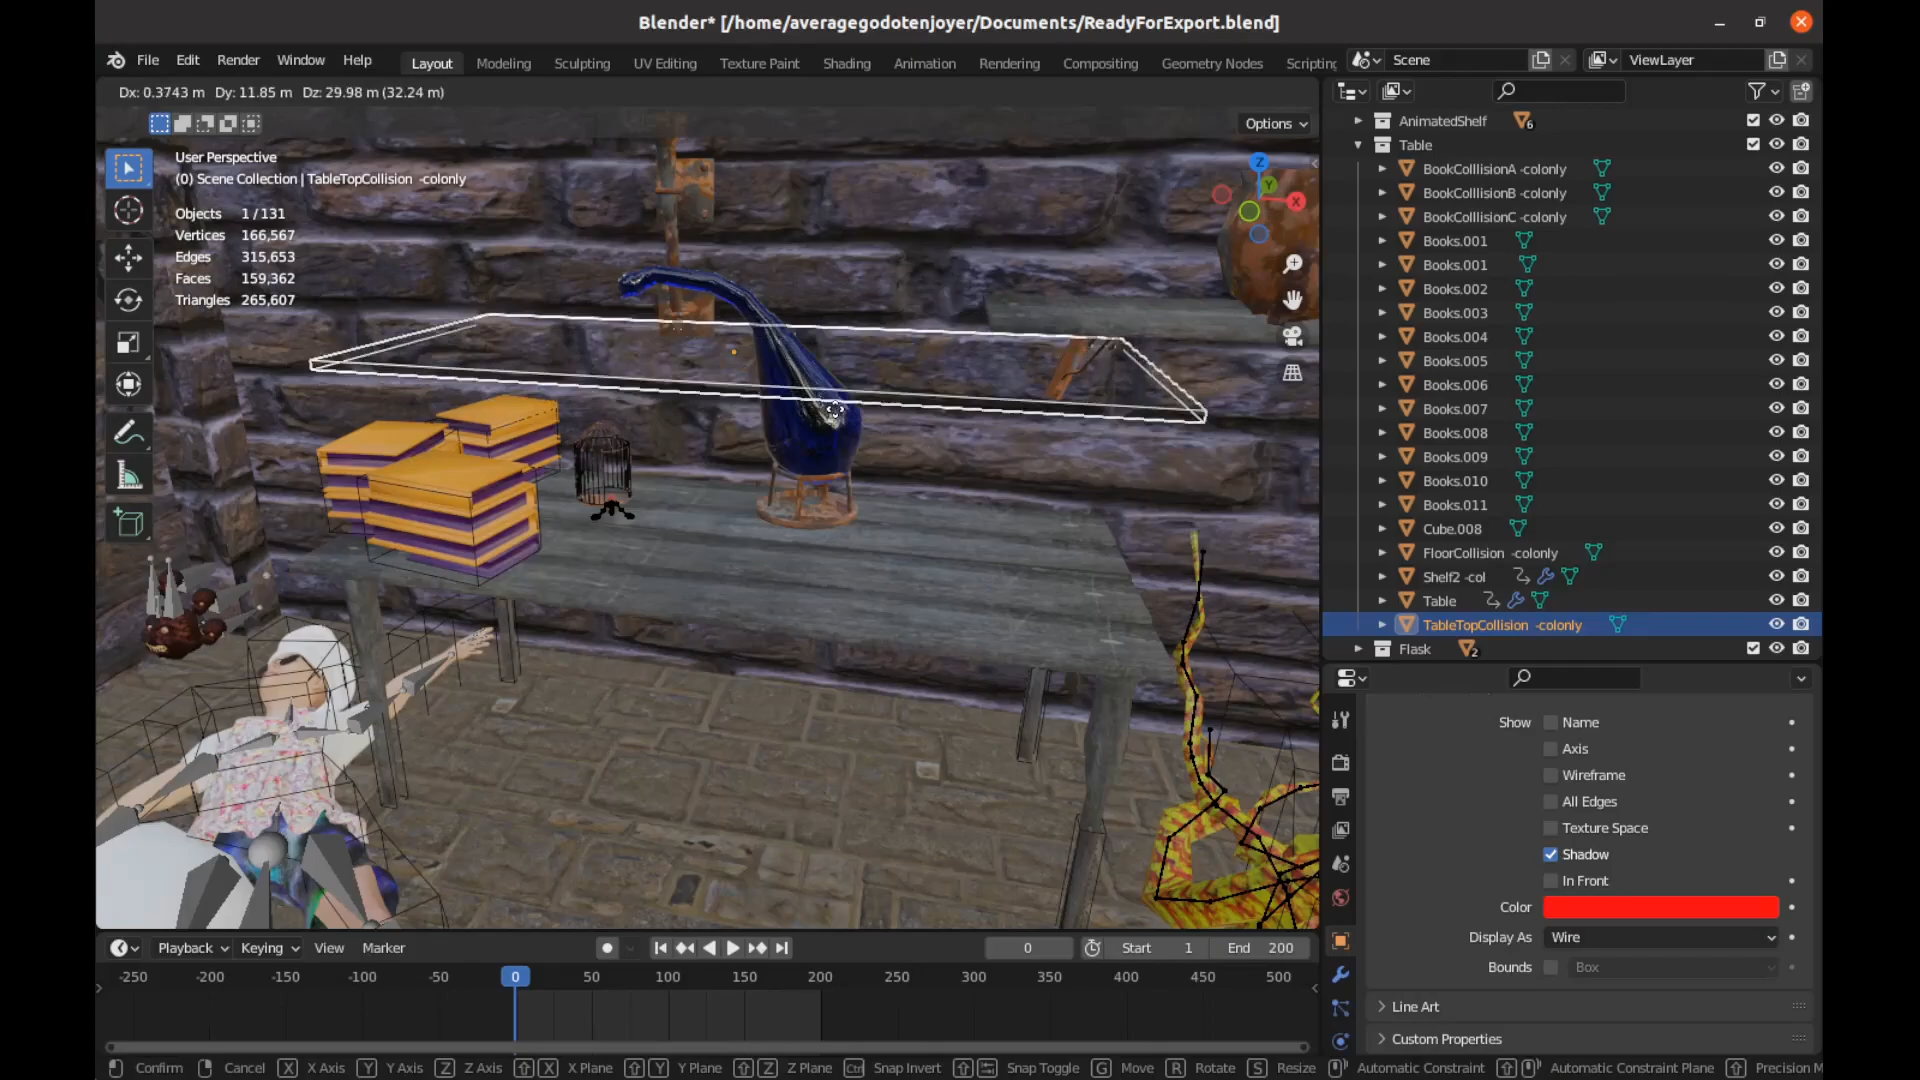 Blender* [/home/averagegodotenjoyer/Documents/ReadyForExport.blend]
File Edit Render Window Help Layout Modeling Sculpting UV Editing Texture Paint Shading Animation Rendering Compositing Geometry Nodes Scripting Scene ViewLayer
Dx: 0.3743 m Dy: 11.85 m Dz: 29.98 m (32.24 m)
Options
User Perspective
(0) Scene Collection | TableTopCollision -colonly
Objects 1 / 131
Vertices 166,567
Edges 315,653
Faces 159,362
Triangles 265,607
Z
Y
X
AnimatedShelf 6
Table
BookColllisionA -colonly
BookColllisionB -colonly
BookColllisionC -colonly
Books.001
Books.001
Books.002
Books.003
Books.004
Books.005
Books.006
Books.007
Books.008
Books.009
Books.010
Books.011
Cube.008
FloorCollision -colonly
Shelf2 -col
Table
TableTopCollision -colonly
Flask 2
Show Name
Axis
Wireframe
All Edges
Texture Space
Shadow
In Front
Color
Display As Wire
Bounds Box
Line Art
Custom Properties
Playback Keying View Marker 0 Start 1 End 200
-250 -200 -150 -100 -50 0 50 100 150 200 250 300 350 400 450 500
Confirm Cancel X X Axis Y Y Axis Z Z Axis X X Plane Y Y Plane Z Z Plane Ctrl Snap Invert Snap Toggle G Move R Rotate S Resize Automatic Constraint Automatic Constraint Plane Precision M